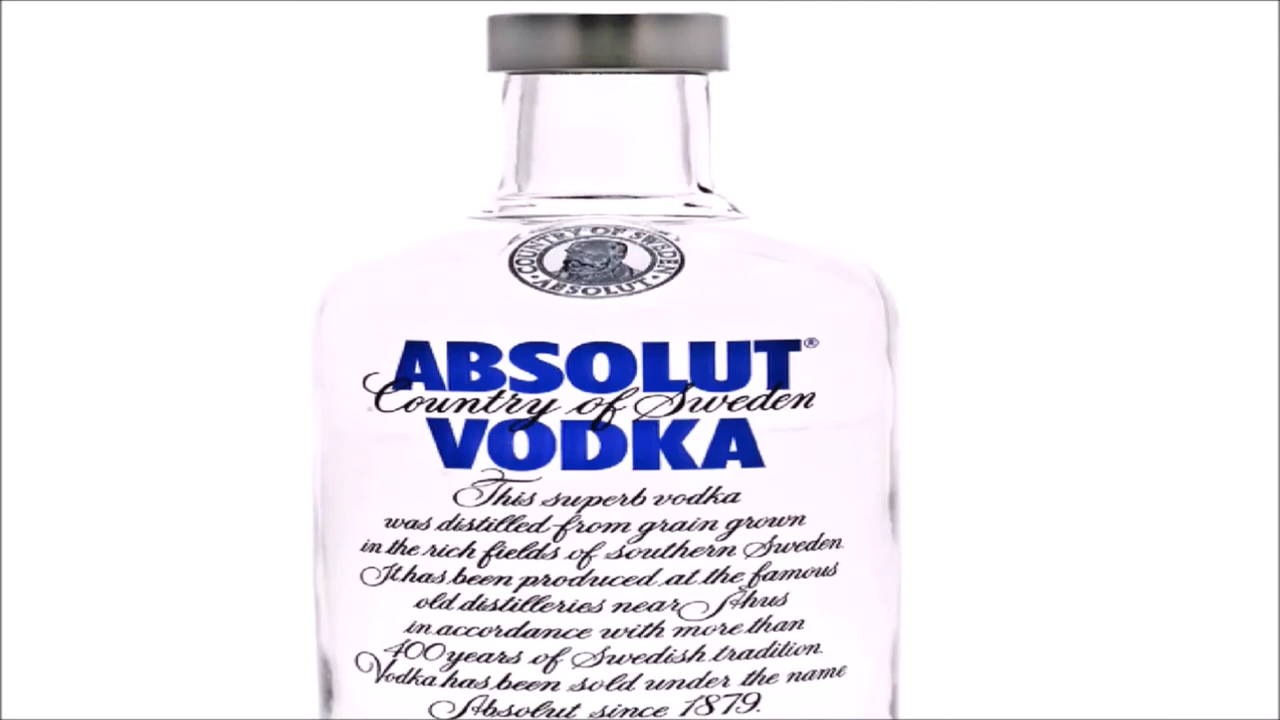 COUNTRY OF SWEDEN
• ABSOLUT •
ABSOLUT®
Country of Sweden
VODKA
This superb vodka
was distilled from grain grown
in the rich fields of southern Sweden.
It has been produced at the famous
old distilleries near Åhus
in accordance with more than
400 years of Swedish tradition.
Vodka has been sold under the name
Absolut since 1879.